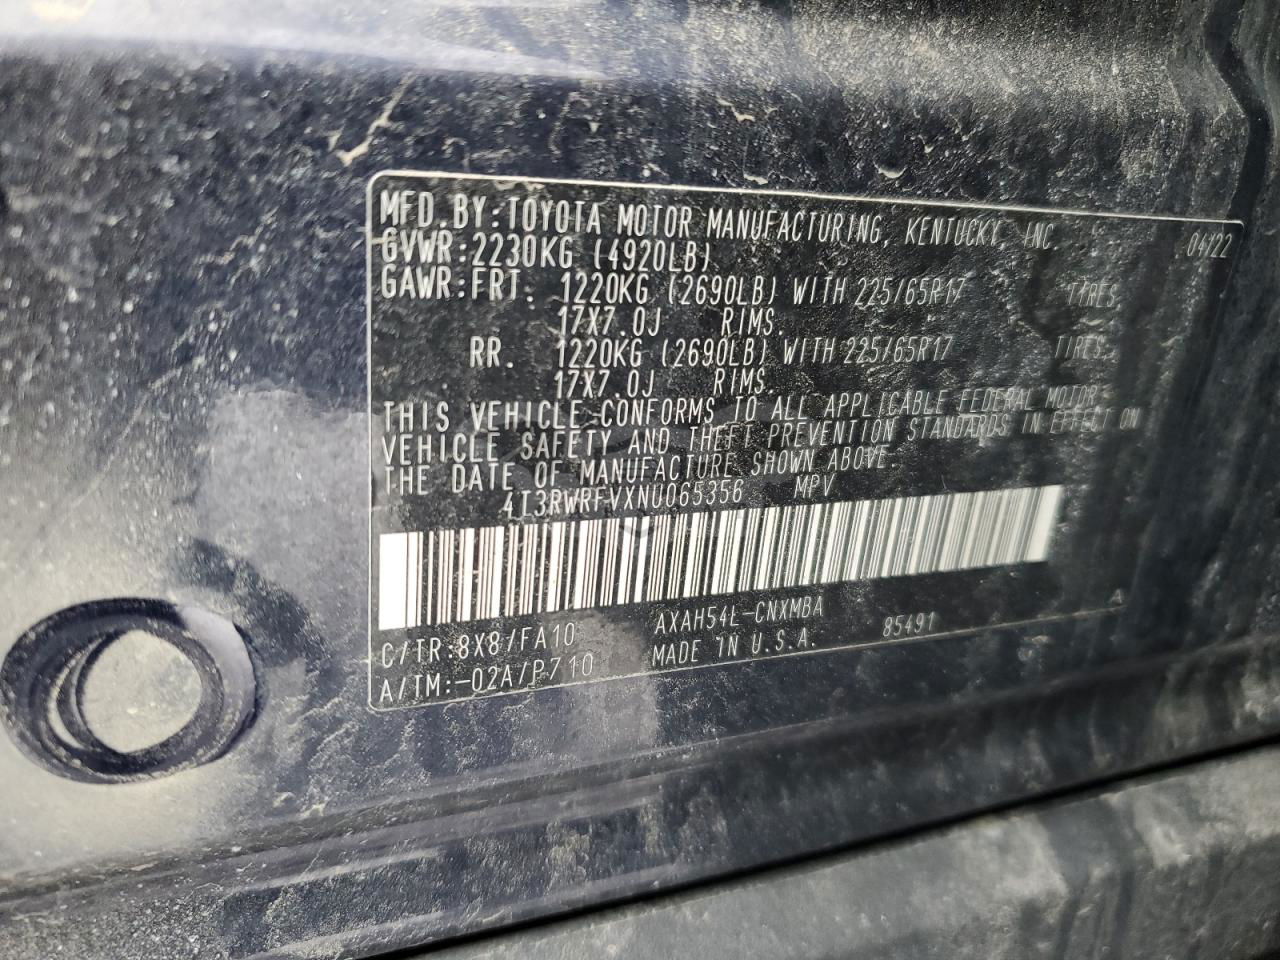 MFD.BY:TOYOTA MOTOR MANUFACTURING, KENTUCKY, INC. 04/22
GVWR:2230KG (4920LB)
GAWR:FRT. 1220KG (2690LB) WITH 225/65R17 TIRES,
17X7.0J RIMS.
RR. 1220KG (2690LB) WITH 225/65R17 TIRES,
17X7.0J RIMS.
THIS VEHICLE CONFORMS TO ALL APPLICABLE FEDERAL MOTOR
VEHICLE SAFETY AND THEFT PREVENTION STANDARDS IN EFFECT ON
THE DATE OF MANUFACTURE SHOWN ABOVE.
4T3RWRFVXNU065356 MPV
C/TR:8X8/FA10 AXAH54L-CNXMBA 85491 A
A/TM:-02A/P710 MADE IN U.S.A.